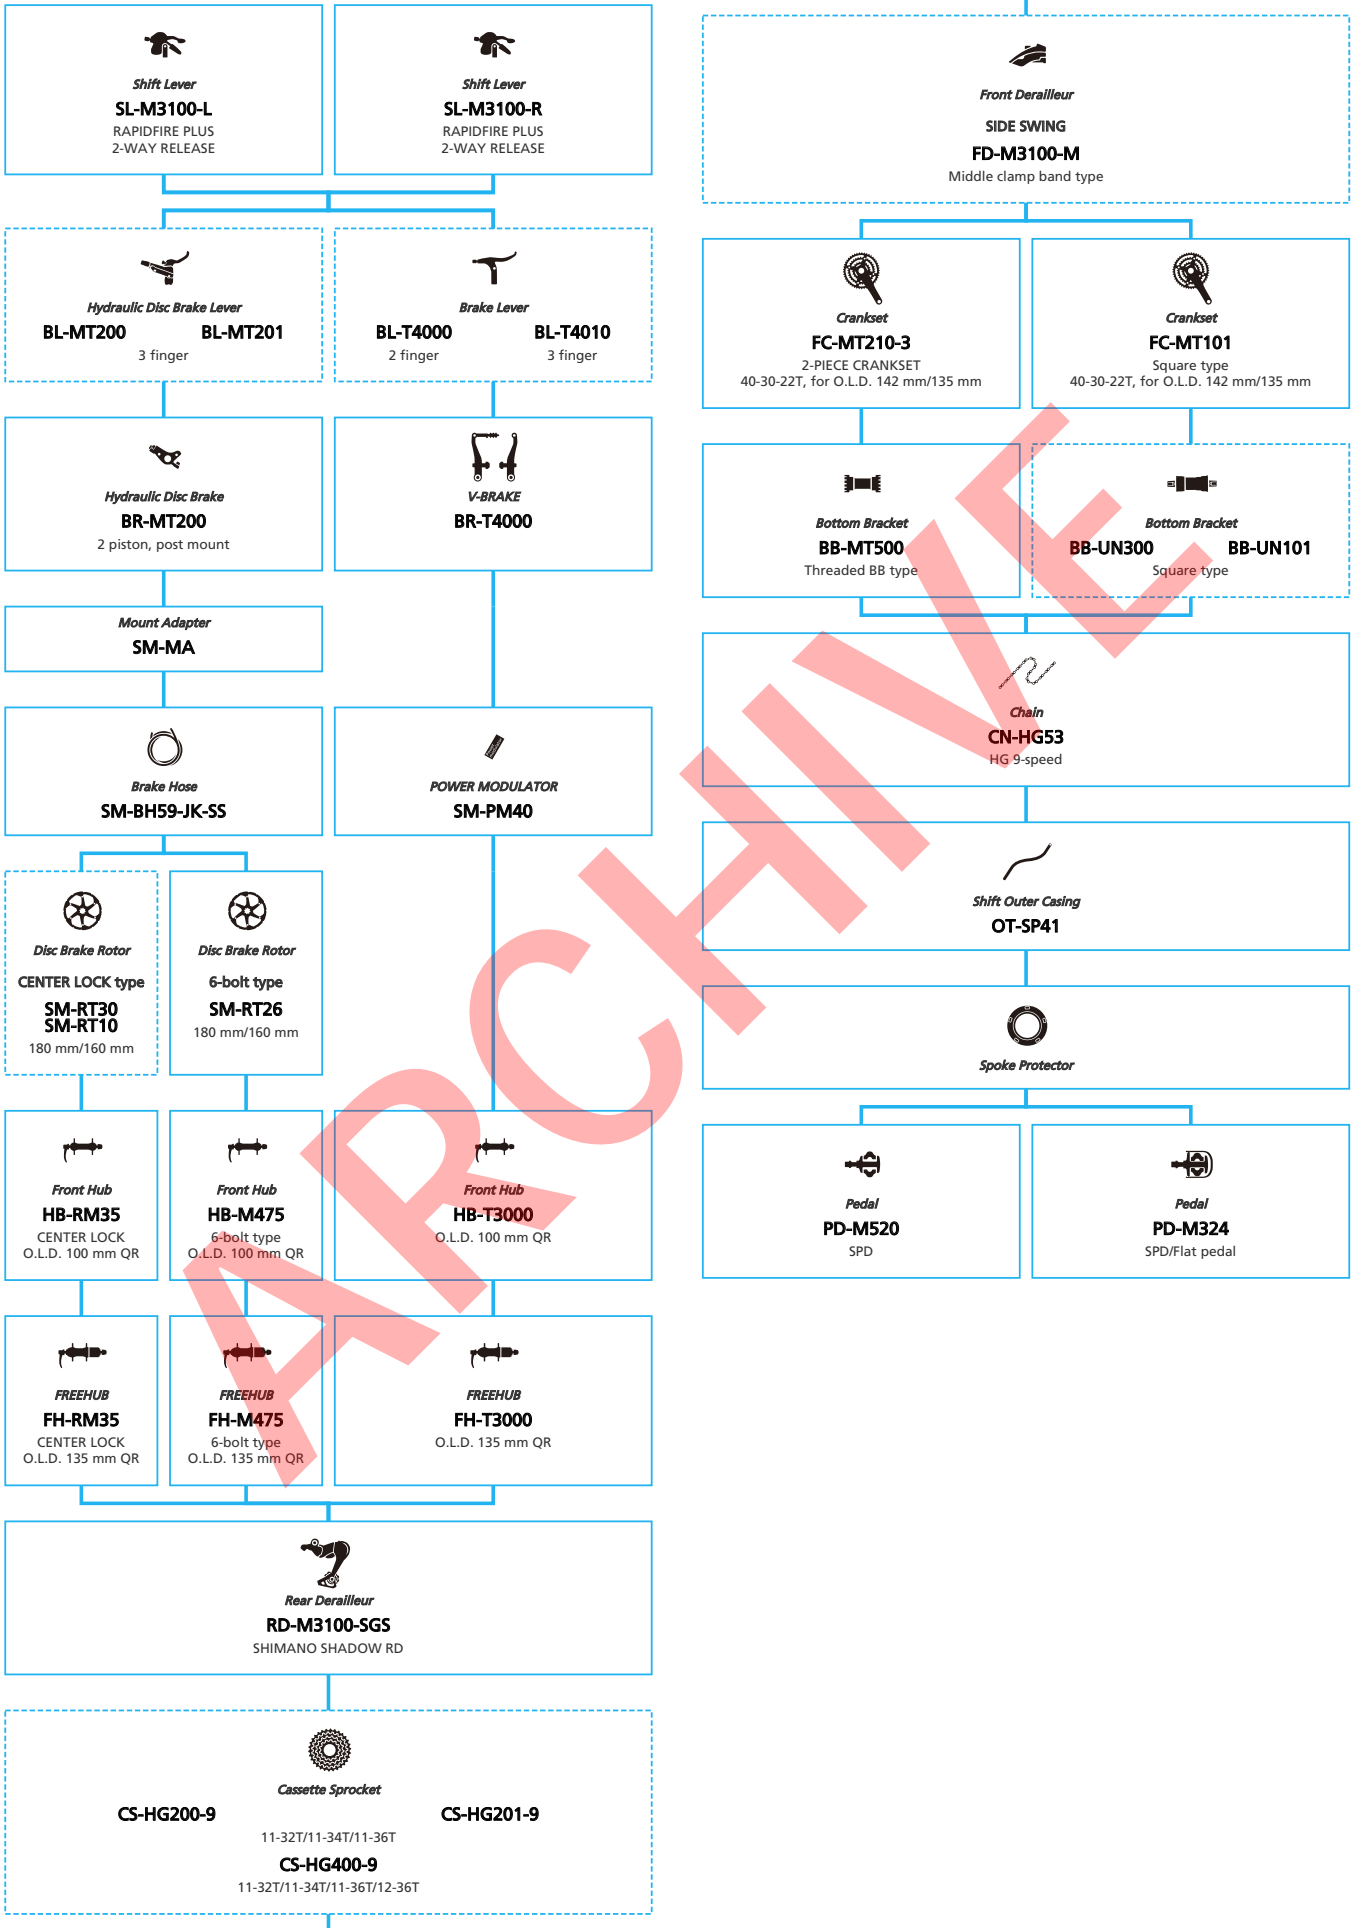 Shift Lever
SL-M3100-L
RAPIDFIRE PLUS
2-WAY RELEASE
Shift Lever
SL-M3100-R
RAPIDFIRE PLUS
2-WAY RELEASE
Hydraulic Disc Brake Lever
BL-MT200 BL-MT201
3 finger
Brake Lever
BL-T4000 BL-T4010
2 finger 3 finger
Hydraulic Disc Brake
BR-MT200
2 piston, post mount
V-BRAKE
BR-T4000
Mount Adapter
SM-MA
Brake Hose
SM-BH59-JK-SS
POWER MODULATOR
SM-PM40
Disc Brake Rotor
CENTER LOCK type
SM-RT30
SM-RT10
180 mm/160 mm
Disc Brake Rotor
6-bolt type
SM-RT26
180 mm/160 mm
Front Hub
HB-RM35
CENTER LOCK
O.L.D. 100 mm QR
Front Hub
HB-M475
6-bolt type
O.L.D. 100 mm QR
Front Hub
HB-T3000
O.L.D. 100 mm QR
FREEHUB
FH-RM35
CENTER LOCK
O.L.D. 135 mm QR
FREEHUB
FH-M475
6-bolt type
O.L.D. 135 mm QR
FREEHUB
FH-T3000
O.L.D. 135 mm QR
Rear Derailleur
RD-M3100-SGS
SHIMANO SHADOW RD
Cassette Sprocket
CS-HG200-9 CS-HG201-9
11-32T/11-34T/11-36T
CS-HG400-9
11-32T/11-34T/11-36T/12-36T
Front Derailleur
SIDE SWING
FD-M3100-M
Middle clamp band type
Crankset
FC-MT210-3
2-PIECE CRANKSET
40-30-22T, for O.L.D. 142 mm/135 mm
Crankset
FC-MT101
Square type
40-30-22T, for O.L.D. 142 mm/135 mm
Bottom Bracket
BB-MT500
Threaded BB type
Bottom Bracket
BB-UN300 BB-UN101
Square type
Chain
CN-HG53
HG 9-speed
Shift Outer Casing
OT-SP41
Spoke Protector
Pedal
PD-M520
SPD
Pedal
PD-M324
SPD/Flat pedal
ARCHIVE